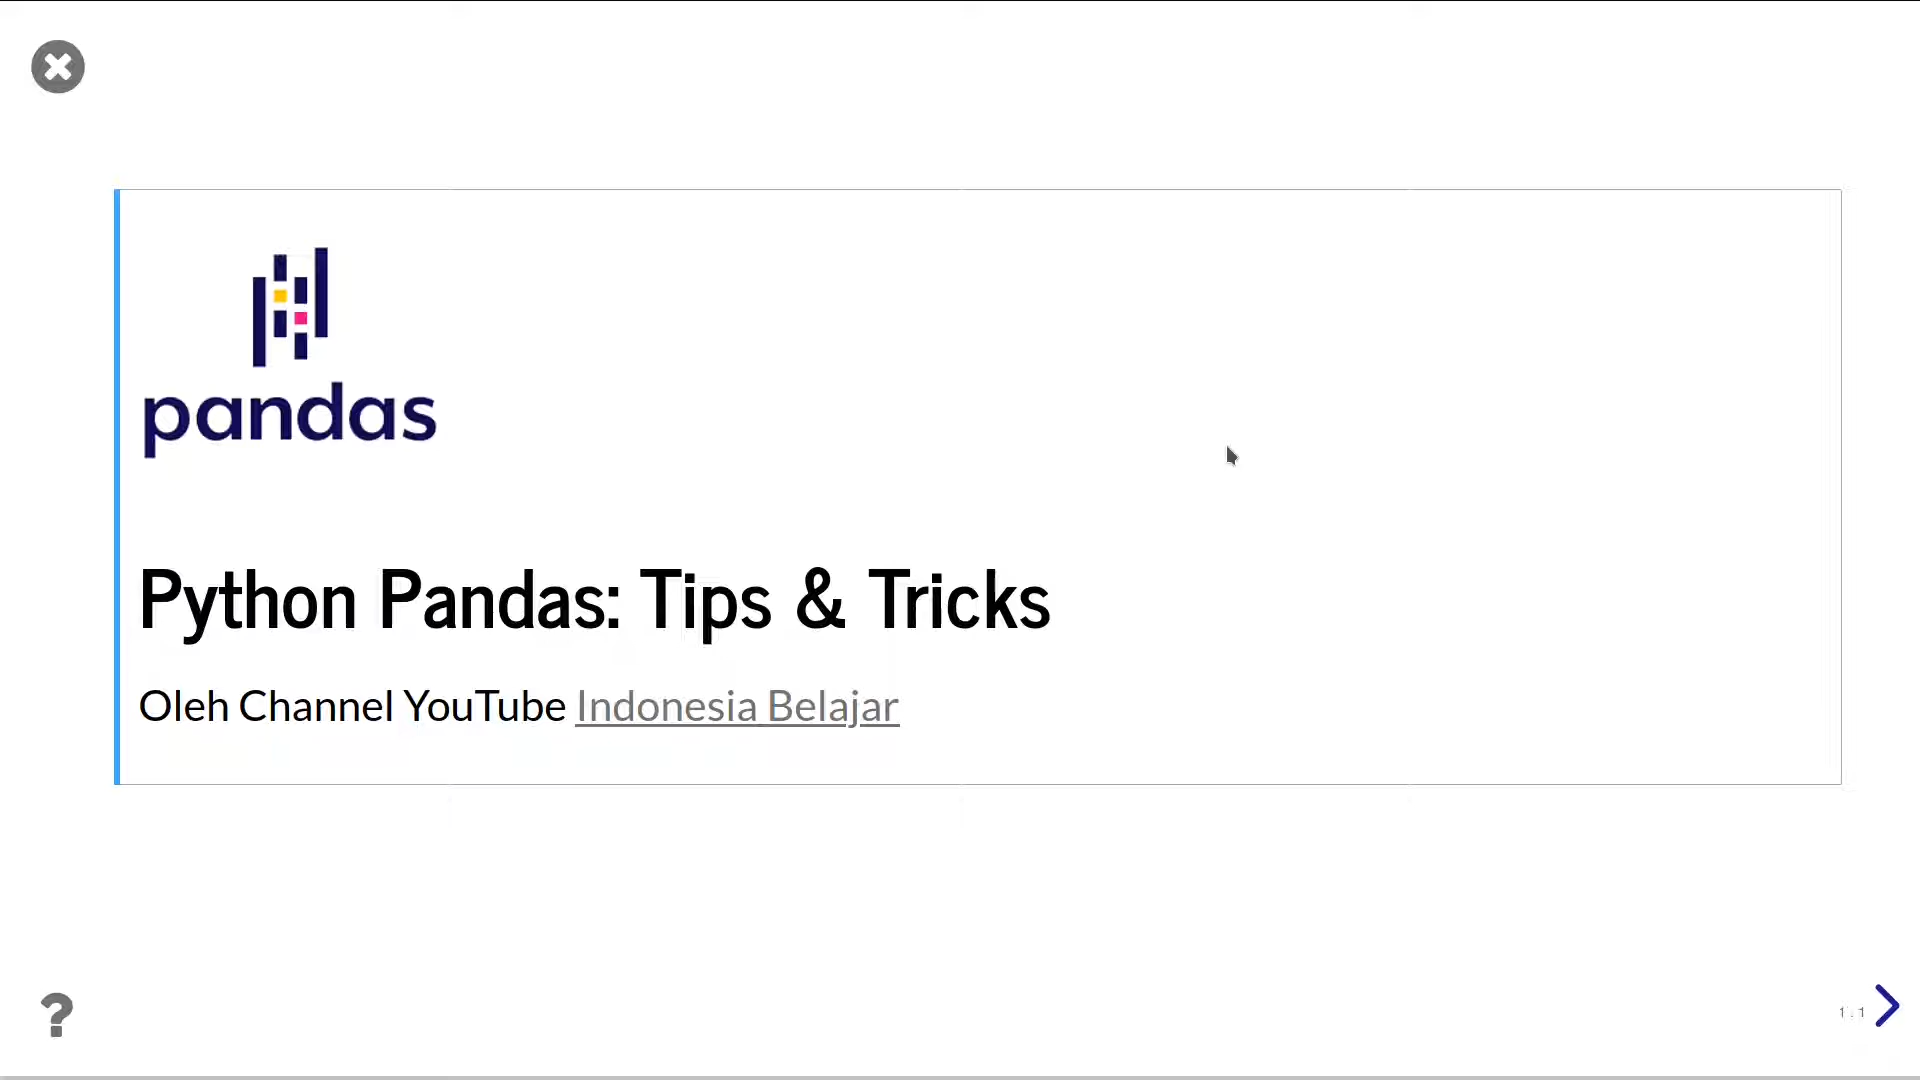 pandas
Python Pandas: Tips & Tricks
Oleh Channel YouTube Indonesia Belajar
?